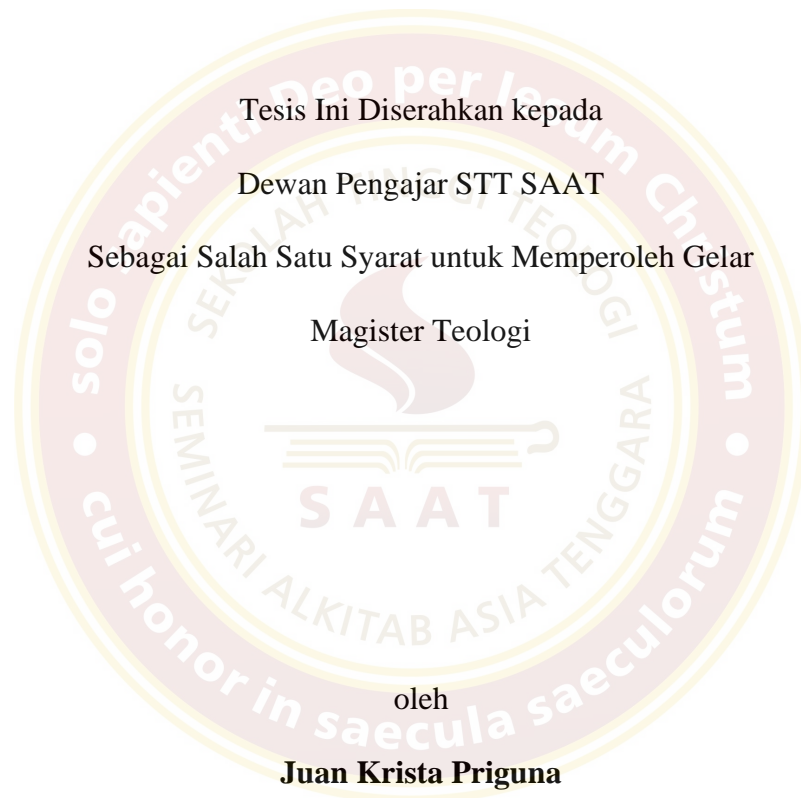 Tesis Ini Diserahkan kepada
Dewan Pengajar STT SAAT
Sebagai Salah Satu Syarat untuk Memperoleh Gelar
Magister Teologi
oleh
Juan Krista Priguna
solo sapienti Deo per Iesum Christum
cui honor in saecula saeculorum
SEKOLAH TINGGI TEOLOGI
SEMINARI ALKITAB ASIA TENGGARA
SAAT